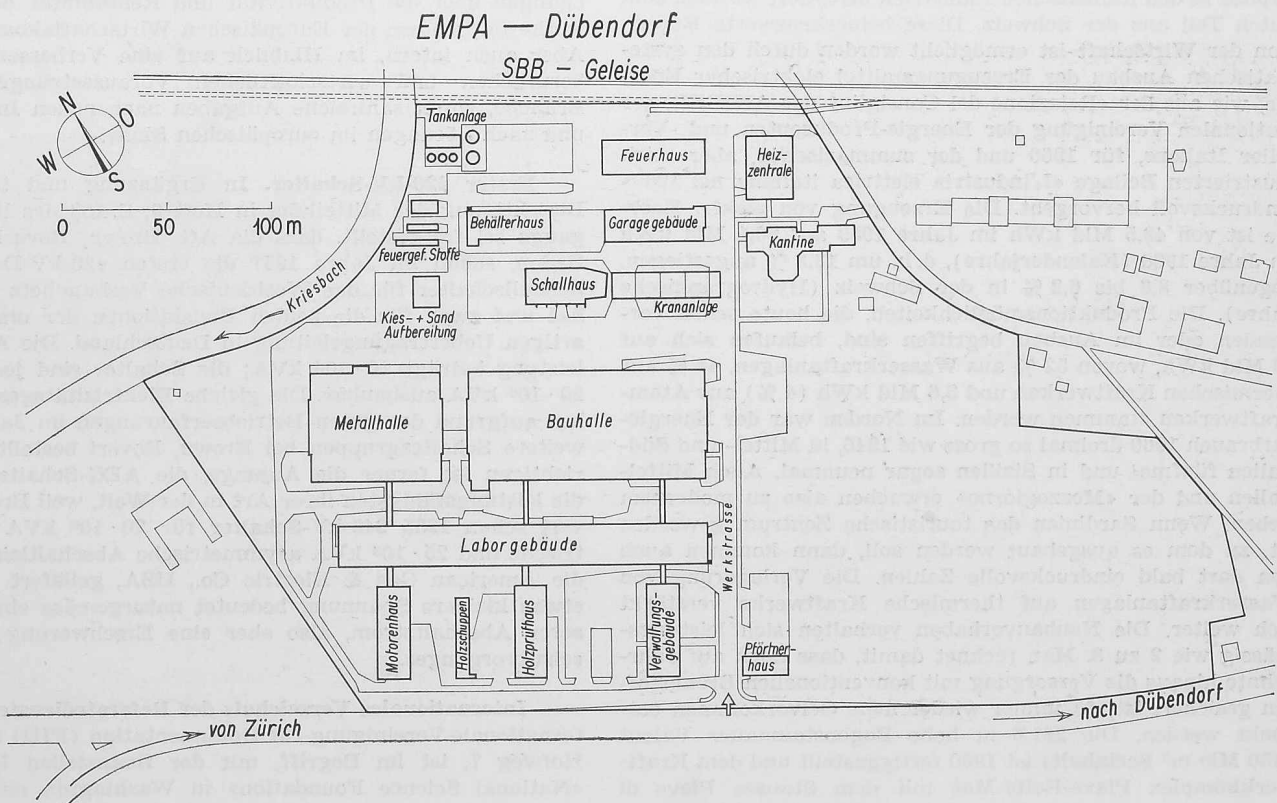 EMPA — Dübendorf
SBB — Geleise
N
O
W
S
0 50 100 m
Tankanlage
Feuerhaus
Heiz-
zentrale
Behälterhaus
Garagegebäude
Kantine
Feuergef. Stoffe
Schallhaus
Krananlage
Kriesbach
Kies- + Sand
Aufbereitung
Metallhalle
Bauhalle
Laborgebäude
Werkstrasse
Motorenhaus
Holzschuppen
Holzprüfhaus
Verwaltungs-
gebäude
Pförtner-
haus
von Zürich
nach Dübendorf